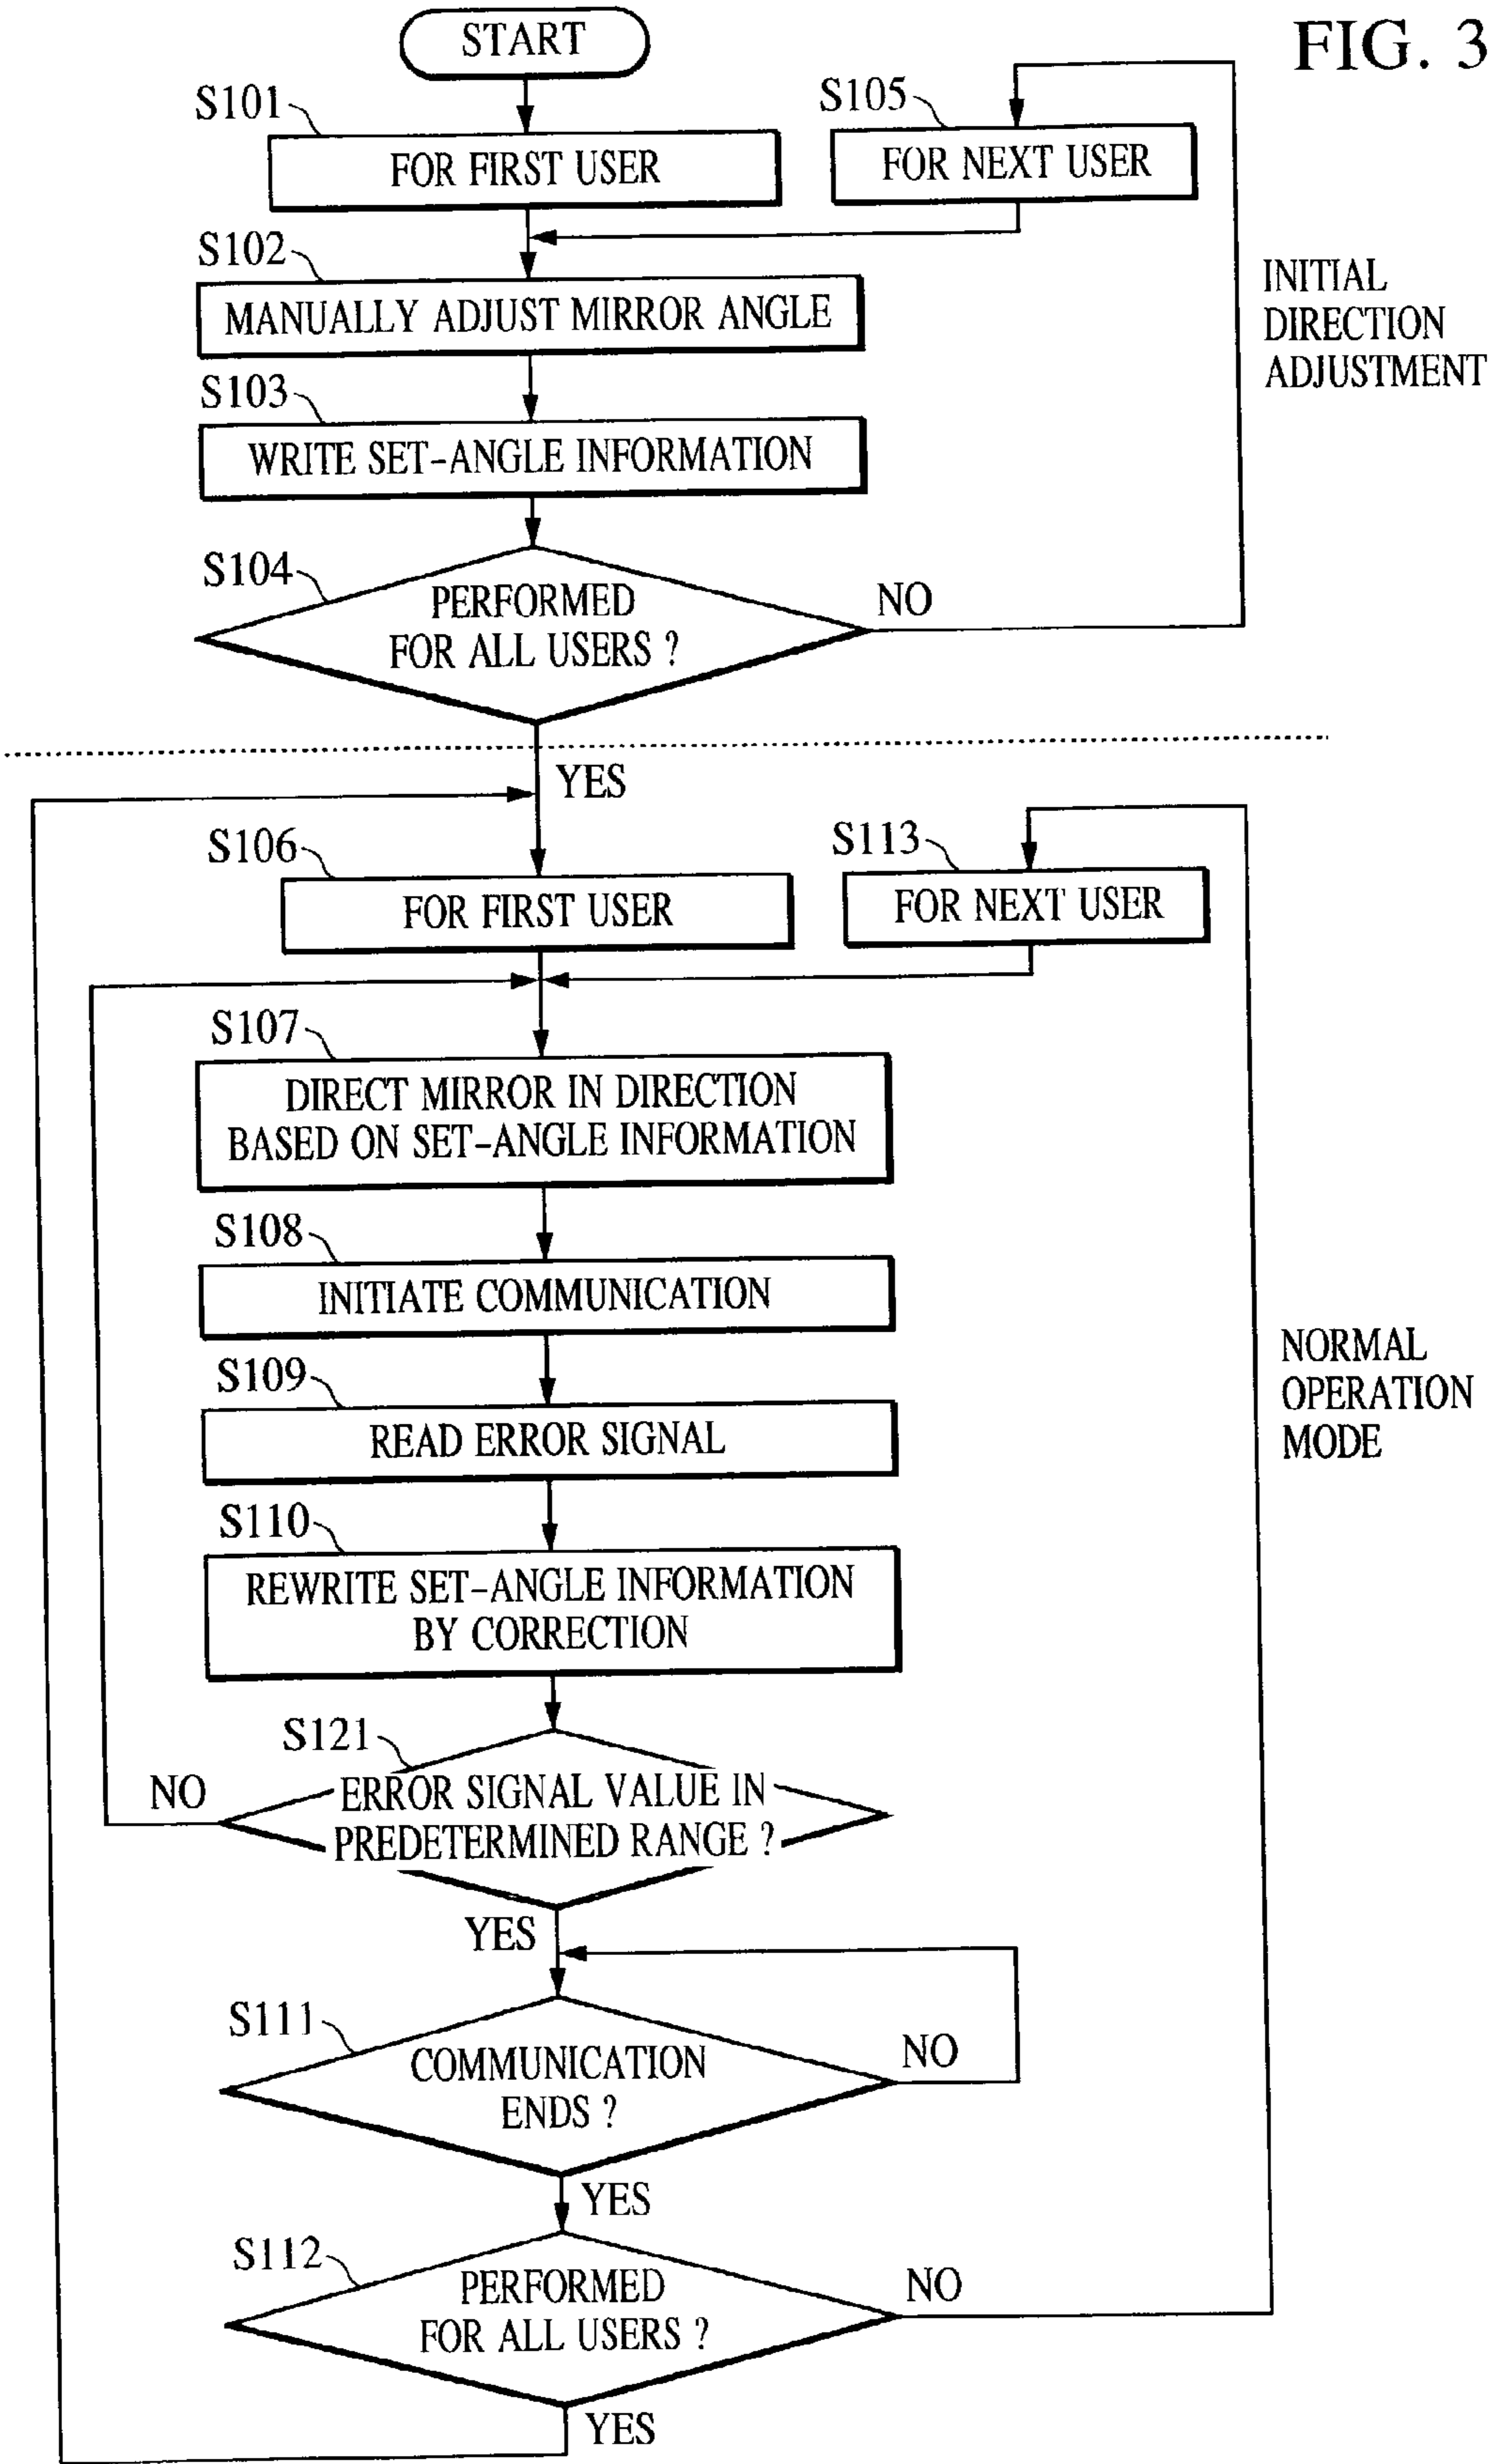 FIG. 3
START
S101
FOR FIRST USER
S105
FOR NEXT USER
S102
MANUALLY ADJUST MIRROR ANGLE
INITIAL
DIRECTION
ADJUSTMENT
S103
WRITE SET-ANGLE INFORMATION
S104
PERFORMED
FOR ALL USERS ?
NO
YES
S106
FOR FIRST USER
S113
FOR NEXT USER
S107
DIRECT MIRROR IN DIRECTION
BASED ON SET-ANGLE INFORMATION
S108
INITIATE COMMUNICATION
S109
READ ERROR SIGNAL
NORMAL
OPERATION
MODE
S110
REWRITE SET-ANGLE INFORMATION
BY CORRECTION
S121
ERROR SIGNAL VALUE IN
PREDETERMINED RANGE ?
NO
YES
S111
COMMUNICATION
ENDS ?
NO
YES
S112
PERFORMED
FOR ALL USERS ?
NO
YES